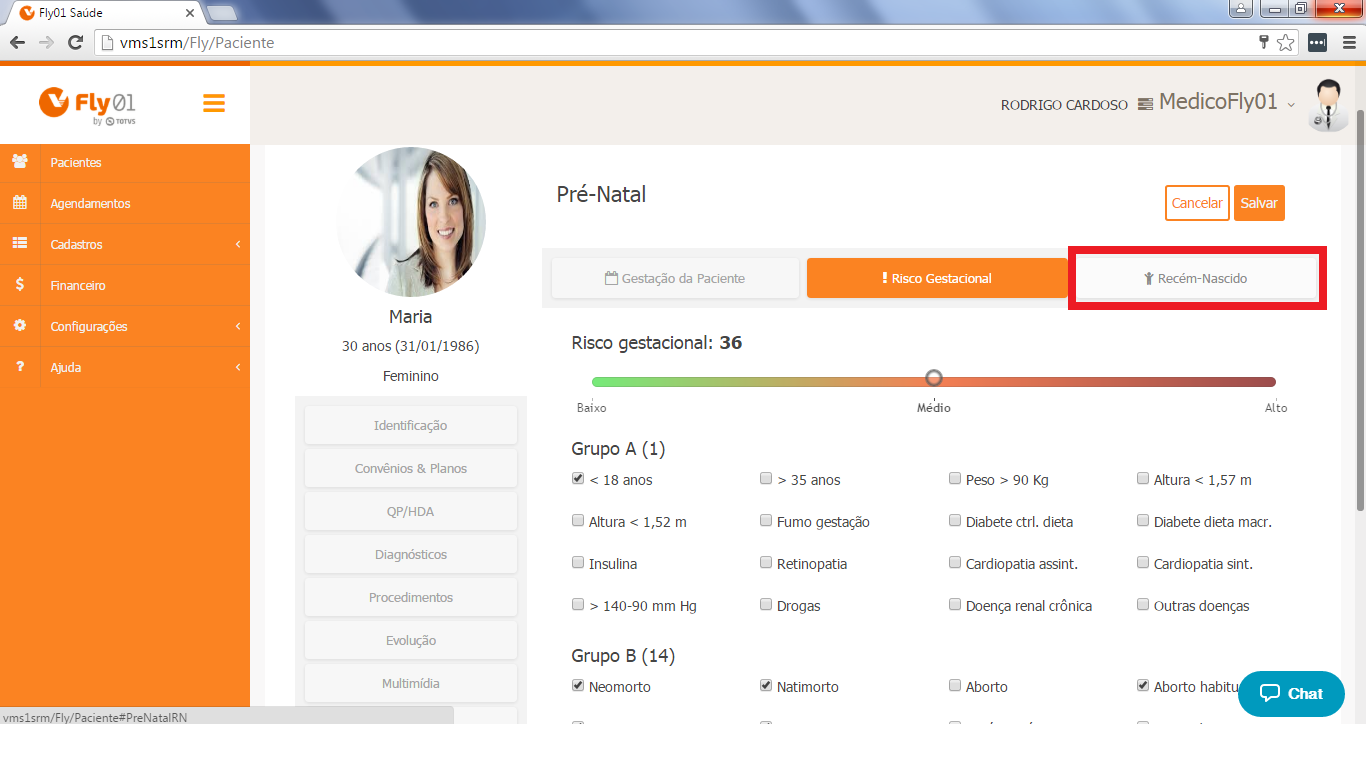 Fly01 Saúde
vms1srm/Fly/Paciente
Fly01
by TOTVS
RODRIGO CARDOSO MedicoFly01
Pacientes
Agendamentos
Cadastros
Financeiro
Configurações
Ajuda
Maria
30 anos (31/01/1986)
Feminino
Identificação
Convênios & Planos
QP/HDA
Diagnósticos
Procedimentos
Evolução
Multimídia
Pré-Natal
Cancelar Salvar
Gestação da Paciente Risco Gestacional Recém-Nascido
Risco gestacional: 36
Baixo Médio Alto
Grupo A (1)
< 18 anos > 35 anos Peso > 90 Kg Altura < 1,57 m
Altura < 1,52 m Fumo gestação Diabete ctrl. dieta Diabete dieta macr.
Insulina Retinopatia Cardiopatia assint. Cardiopatia sint.
> 140-90 mm Hg Drogas Doença renal crônica Outras doenças
Grupo B (14)
Neomorto Natimorto Aborto Aborto habitu
Chat
vms1srm/Fly/Paciente#PreNatalRN